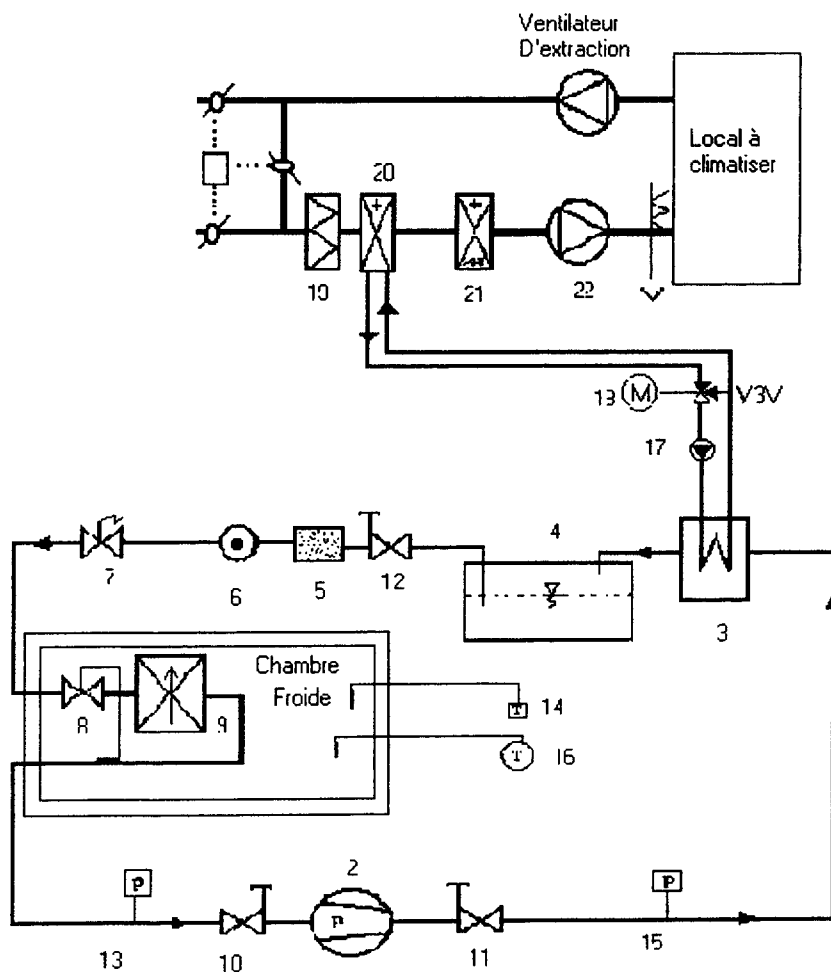 Ventilateur
D'extraction
Local à
climatiser
20
19
21
22
13
M
V3V
17
4
7
6
5
12
3
Chambre
Froide
8
9
T
14
T
16
2
P
P
P
13
10
11
15